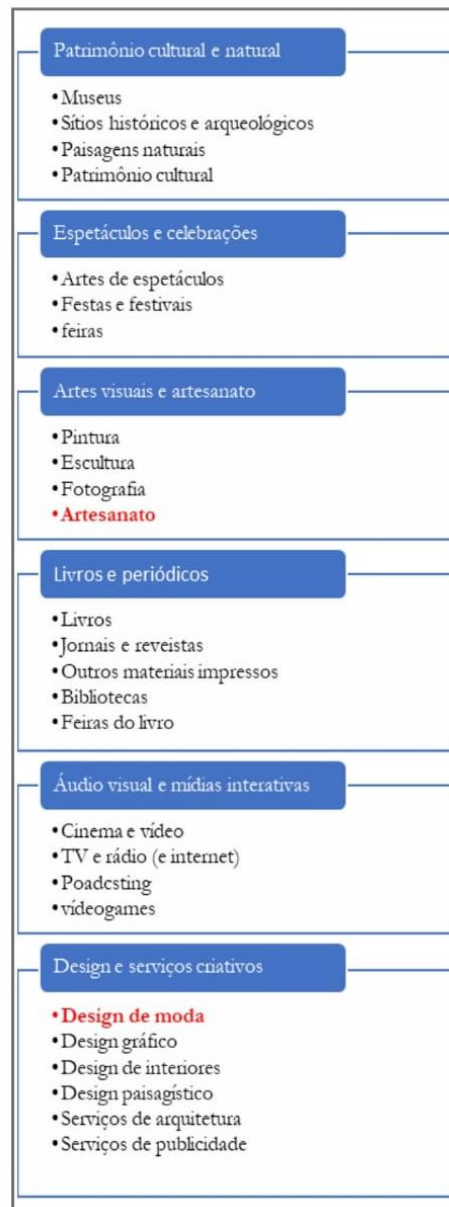 Patrimônio cultural e natural
•Museus
•Sítios históricos e arqueológicos
•Paisagens naturais
•Patrimônio cultural
Espetáculos e celebrações
•Artes de espetáculos
•Festas e festivais
•feiras
Artes visuais e artesanato
•Pintura
•Escultura
•Fotografia
•Artesanato
Livros e periódicos
•Livros
•Jornais e reveistas
•Outros materiais impressos
•Bibliotecas
•Feiras do livro
Áudio visual e mídias interativas
•Cinema e vídeo
•TV e rádio (e internet)
•Poadcsting
•vídeogames
Design e serviços criativos
•Design de moda
•Design gráfico
•Design de interiores
•Design paisagístico
•Serviços de arquitetura
•Serviços de publicidade